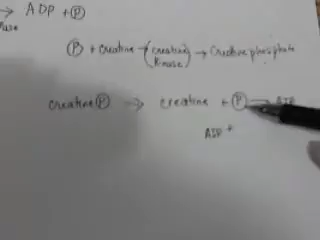 → ADP + P
P + creatine → (creatine kinase) → Creatine phosphate
creatine P → creatine + P → ATP
ADP +